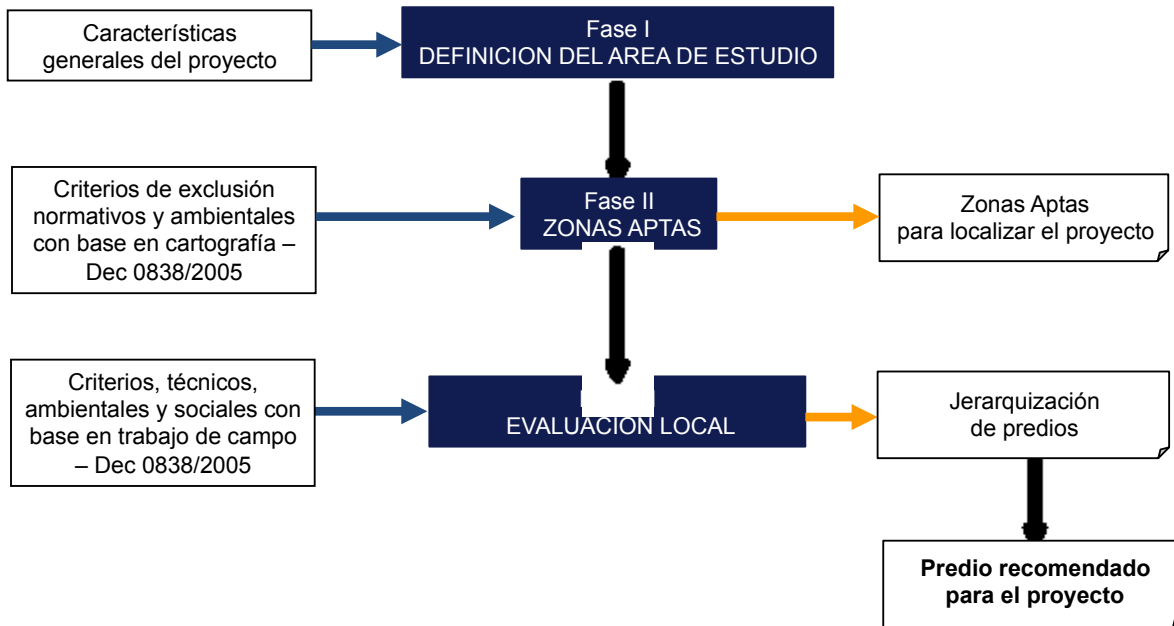 Características
generales del proyecto
Fase I
DEFINICION DEL AREA DE ESTUDIO
Criterios de exclusión
normativos y ambientales
con base en cartografía –
Dec 0838/2005
Fase II
ZONAS APTAS
Zonas Aptas
para localizar el proyecto
Criterios, técnicos,
ambientales y sociales con
base en trabajo de campo
– Dec 0838/2005
EVALUACION LOCAL
Jerarquización
de predios
Predio recomendado
para el proyecto